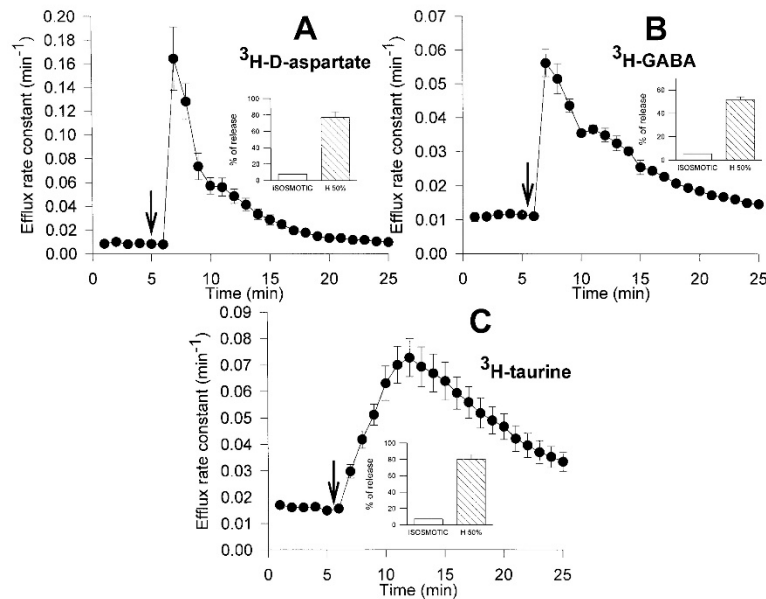 A
³H-D-aspartate
Efflux rate constant (min⁻¹)
0.20
0.18
0.16
0.14
0.12
0.10
0.08
0.06
0.04
0.02
0.00
0 5 10 15 20 25
Time (min)
% of release
100
80
60
40
20
0
ISOSMOTIC H 50%
B
³H-GABA
Efflux rate constant (min⁻¹)
0.07
0.06
0.05
0.04
0.03
0.02
0.01
0.00
0 5 10 15 20 25
Time (min)
% of release
60
40
20
0
ISOSMOTIC H 50%
C
³H-taurine
Efflux rate constant (min⁻¹)
0.09
0.08
0.07
0.06
0.05
0.04
0.03
0.02
0.01
0.00
0 5 10 15 20 25
Time (min)
% of release
100
80
60
40
20
0
ISOSMOTIC H 50%